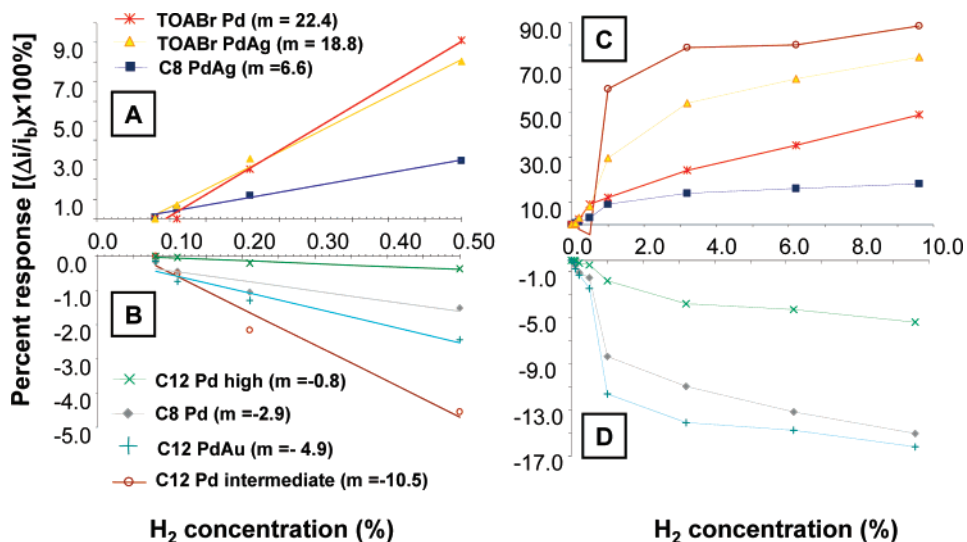 Percent response [(Δi/i_b)x100%]
TOABr Pd (m = 22.4)
TOABr PdAg (m = 18.8)
C8 PdAg (m =6.6)
9.0
7.0
5.0
3.0
1.0
A
0.0 0.10 0.20 0.30 0.40 0.50
0.0
-1.0
-2.0
-3.0
-4.0
-5.0
B
C12 Pd high (m =-0.8)
C8 Pd (m =-2.9)
C12 PdAu (m =- 4.9)
C12 Pd intermediate (m =-10.5)
H₂ concentration (%)
C
90.0
70.0
50.0
30.0
10.0
0.0 2.0 4.0 6.0 8.0 10.0
-1.0
-5.0
-9.0
-13.0
-17.0
D
H₂ concentration (%)